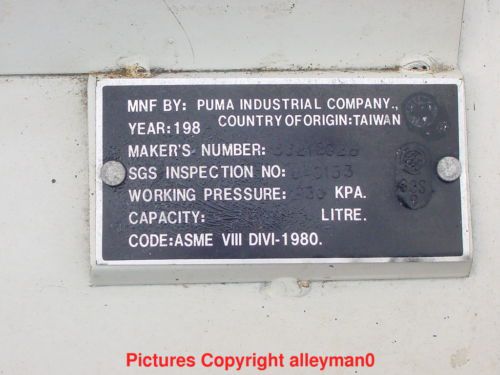 MNF BY: PUMA INDUSTRIAL COMPANY.,
YEAR:198 COUNTRY OF ORIGIN:TAIWAN
MAKER'S NUMBER:
SGS INSPECTION NO:
WORKING PRESSURE: KPA.
CAPACITY: LITRE.
CODE:ASME VIII DIVI-1980.
Pictures Copyright alleyman0